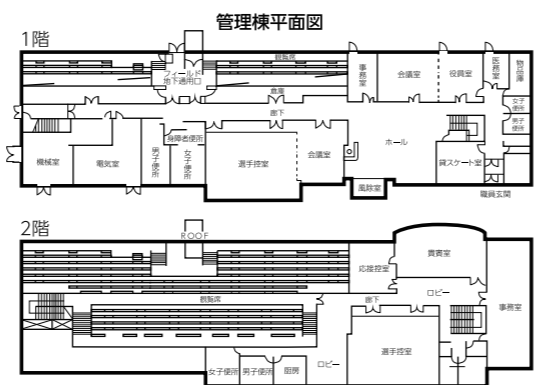 管理棟平面図
1階
観覧席
フィールド
地下通用口
事務室
会議室
役員室
医務室
物品庫
倉庫
女子便所
男子便所
廊下
ホール
身障者便所
機械室
電気室
男子便所
女子便所
選手控室
会議室
貸スケート室
風除室
職員玄関
2階
ROOF
貴賓室
応接控室
ロビー
観覧席
廊下
事務室
選手控室
ロビー
女子便所
男子便所
厨房